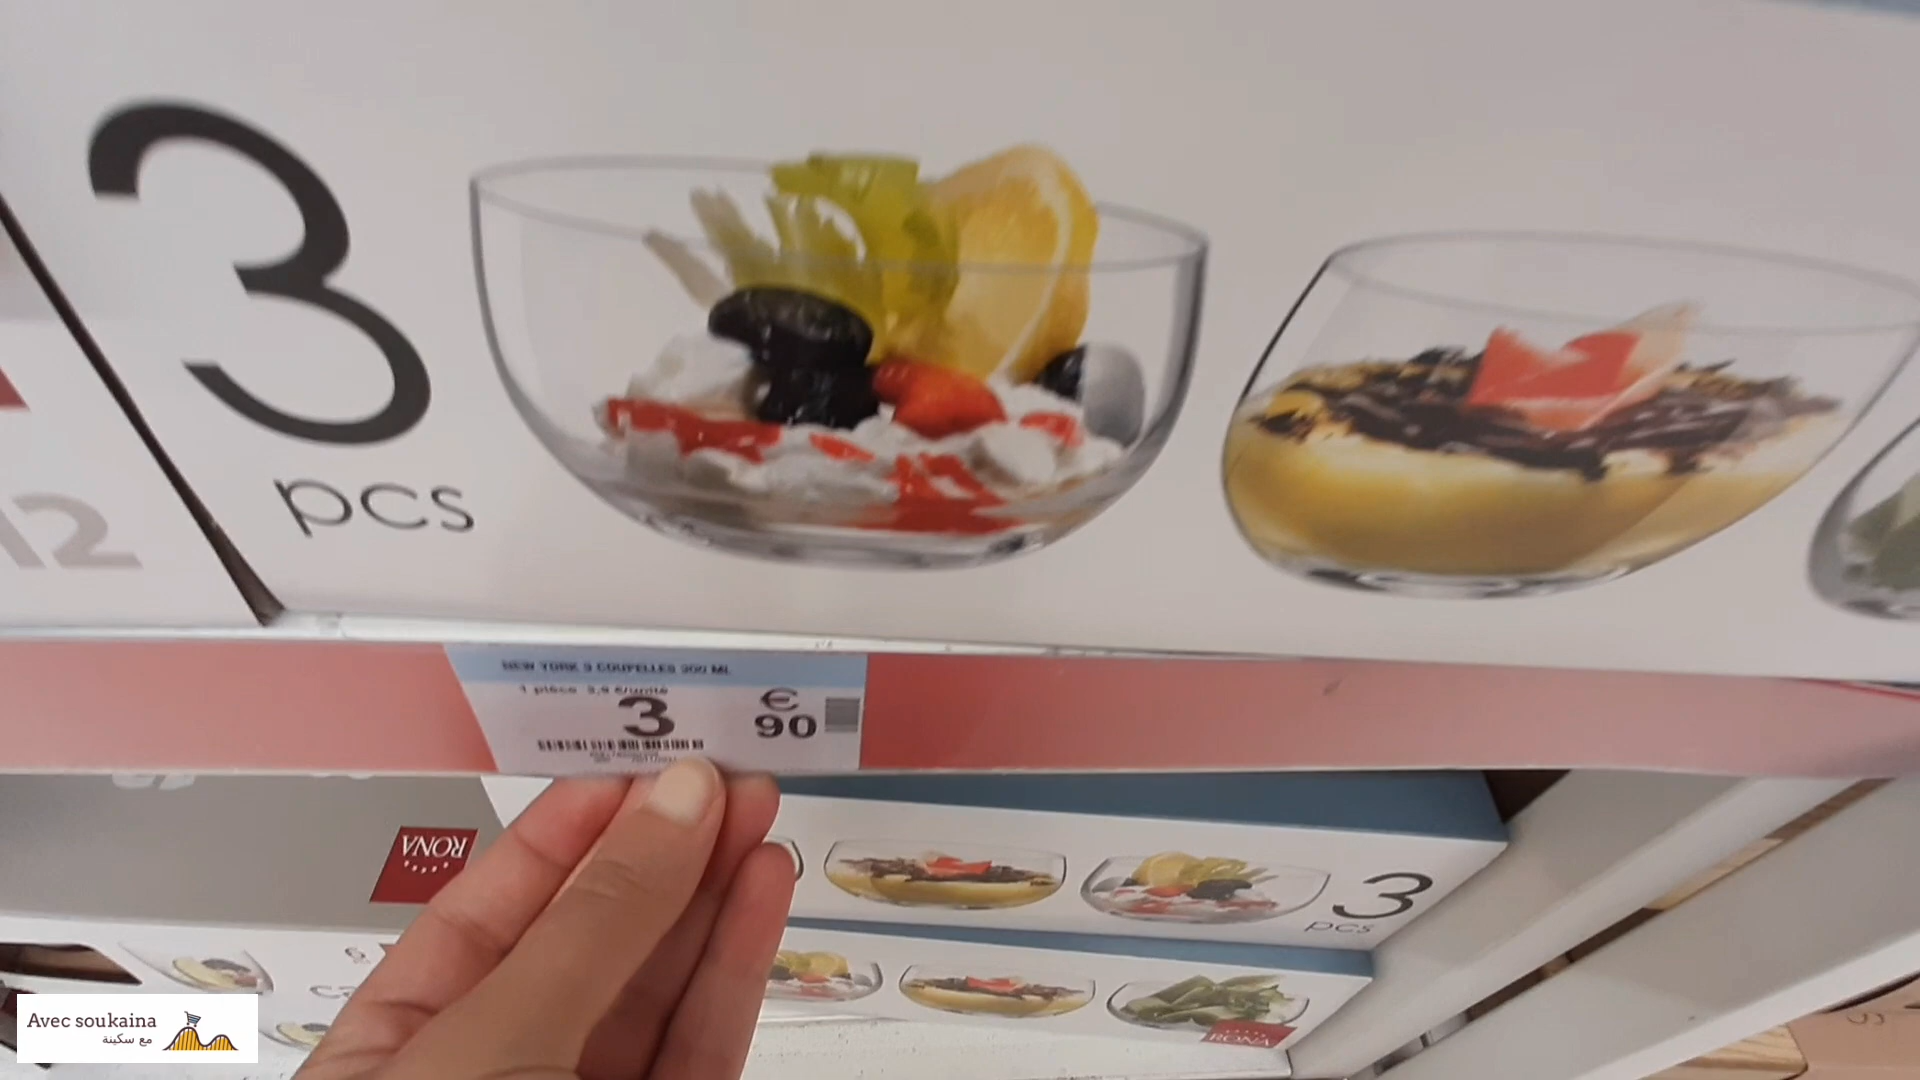 3
pcs
12
NEW YORK 3 COUPELLES 300 ML
1 pièce 3,9 €/unité
3
€
90
RONA
3
pcs
RONA
Avec soukaina
مع سكينة